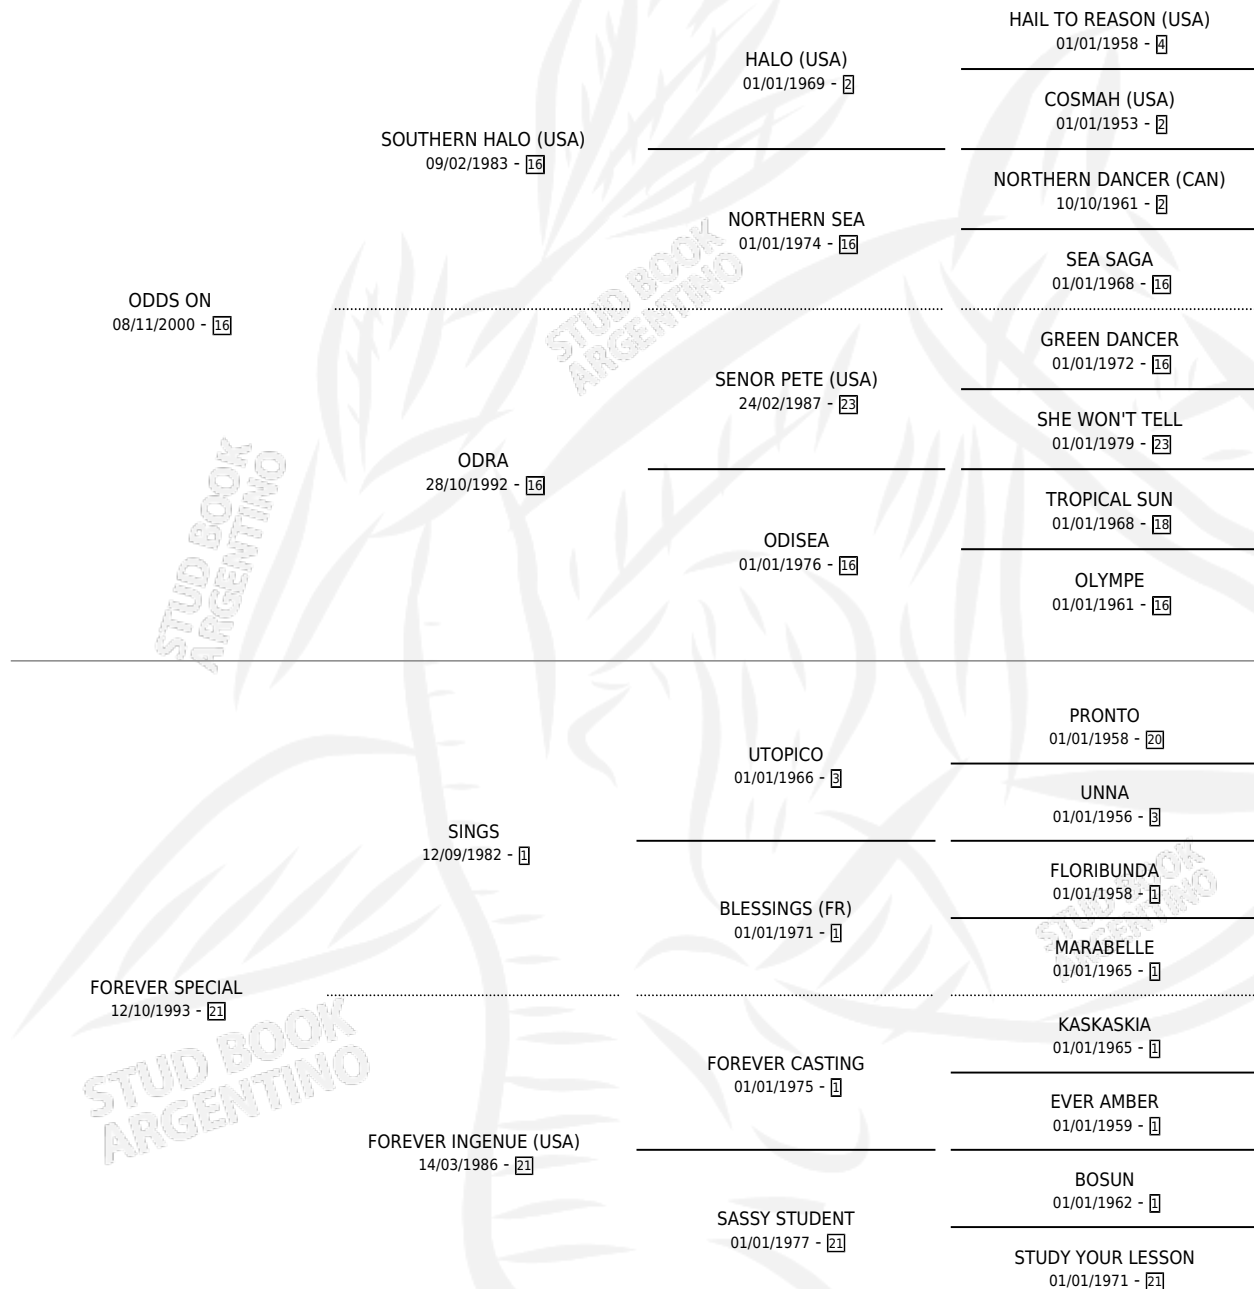 HAIL TO REASON (USA)
01/01/1958 - 4
HALO (USA)
01/01/1969 - 2
COSMAH (USA)
01/01/1953 - 2
SOUTHERN HALO (USA)
09/02/1983 - 16
NORTHERN DANCER (CAN)
10/10/1961 - 2
NORTHERN SEA
01/01/1974 - 16
SEA SAGA
01/01/1968 - 16
ODDS ON
08/11/2000 - 16
GREEN DANCER
01/01/1972 - 16
SENOR PETE (USA)
24/02/1987 - 23
SHE WON'T TELL
01/01/1979 - 23
ODRA
28/10/1992 - 16
TROPICAL SUN
01/01/1968 - 18
ODISEA
01/01/1976 - 16
OLYMPE
01/01/1961 - 16
PRONTO
01/01/1958 - 20
UTOPICO
01/01/1966 - 3
UNNA
01/01/1956 - 3
SINGS
12/09/1982 - 1
FLORIBUNDA
01/01/1958 - 1
BLESSINGS (FR)
01/01/1971 - 1
MARABELLE
01/01/1965 - 1
FOREVER SPECIAL
12/10/1993 - 21
KASKASKIA
01/01/1965 - 1
FOREVER CASTING
01/01/1975 - 1
EVER AMBER
01/01/1959 - 1
FOREVER INGENUE (USA)
14/03/1986 - 21
BOSUN
01/01/1962 - 1
SASSY STUDENT
01/01/1977 - 21
STUDY YOUR LESSON
01/01/1971 - 21
STUD BOOK
ARGENTINO
STUD BOOK
ARGENTINO
STUD BOOK
ARGENTINO
STUD BOOK
ARGENTINO